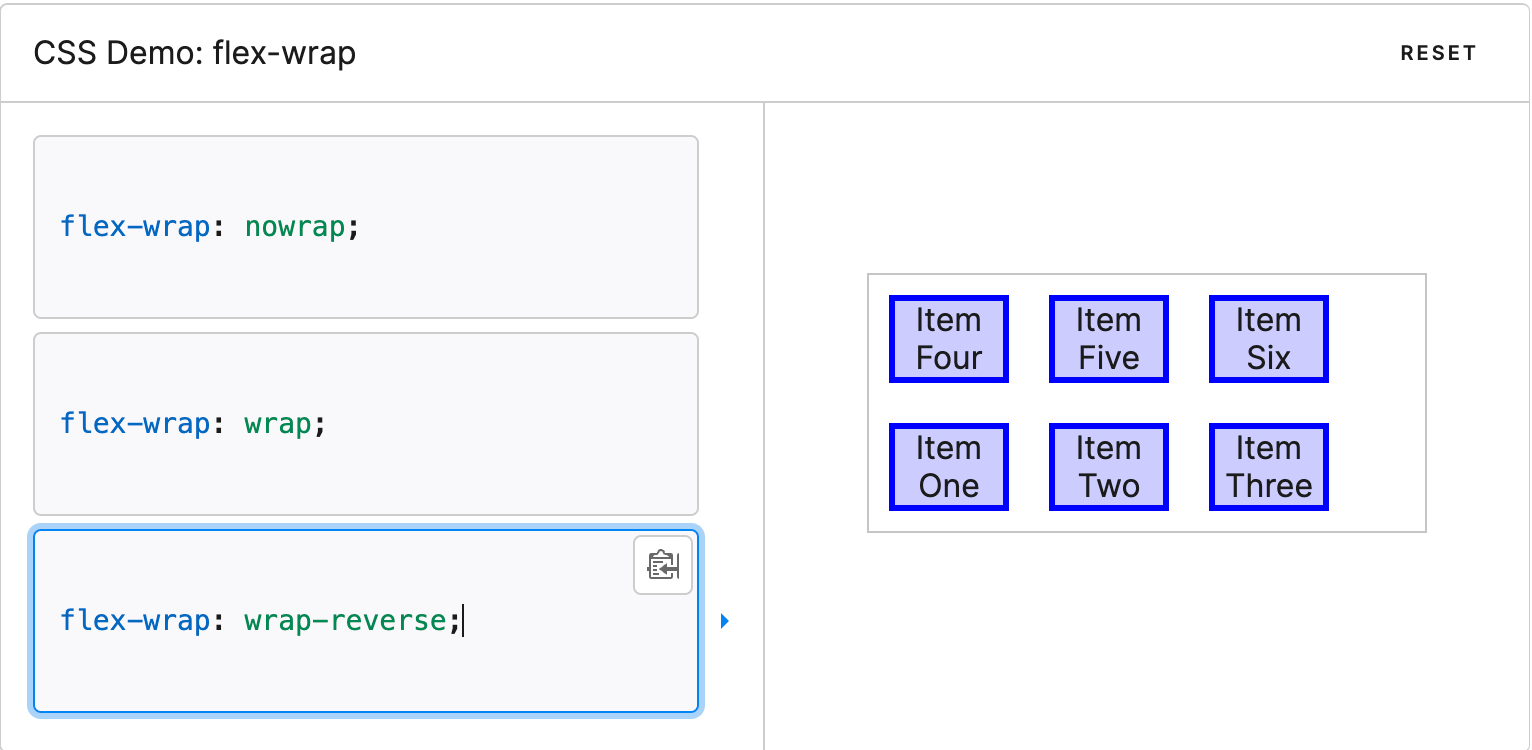 CSS Demo: flex-wrap
RESET
flex-wrap: nowrap;
flex-wrap: wrap;
flex-wrap: wrap-reverse;
Item
Four
Item
Five
Item
Six
Item
One
Item
Two
Item
Three